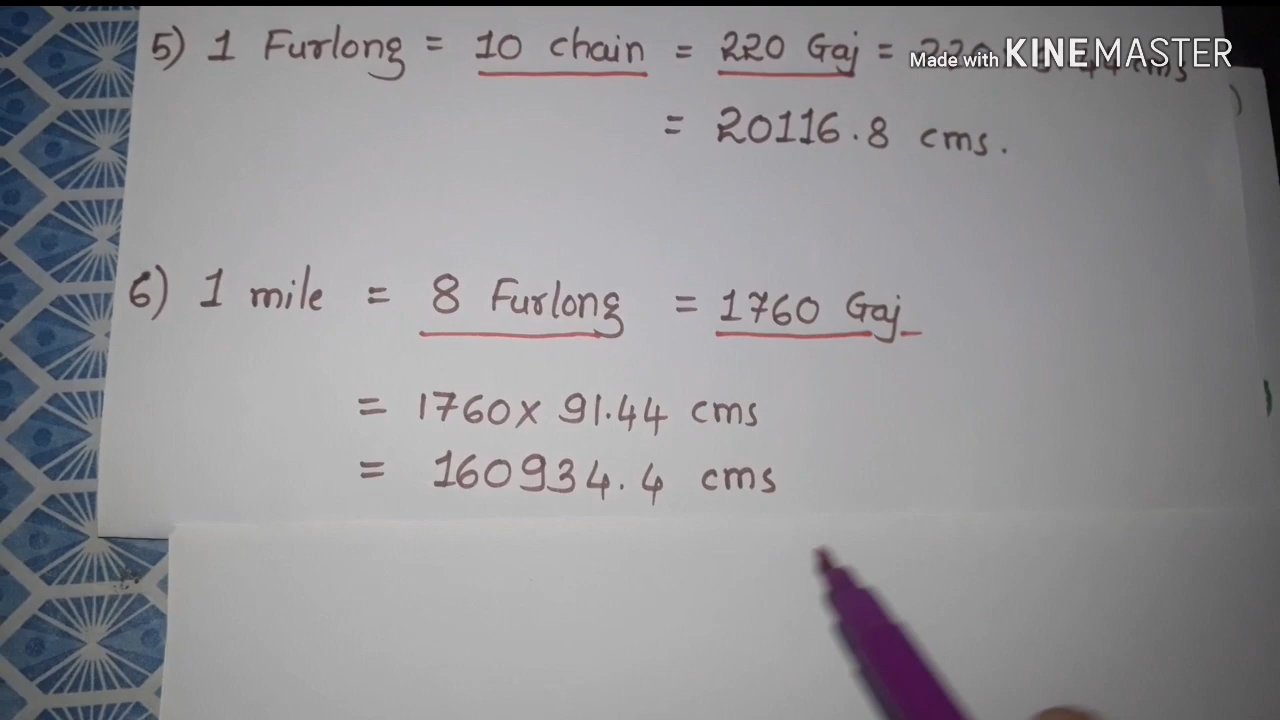 5) 1 Furlong = 10 chain = 220 Gaj = cms
Made with KINEMASTER
= 20116.8 cms.
6) 1 mile = 8 Furlong = 1760 Gaj
= 1760 x 91.44 cms
= 160934.4 cms